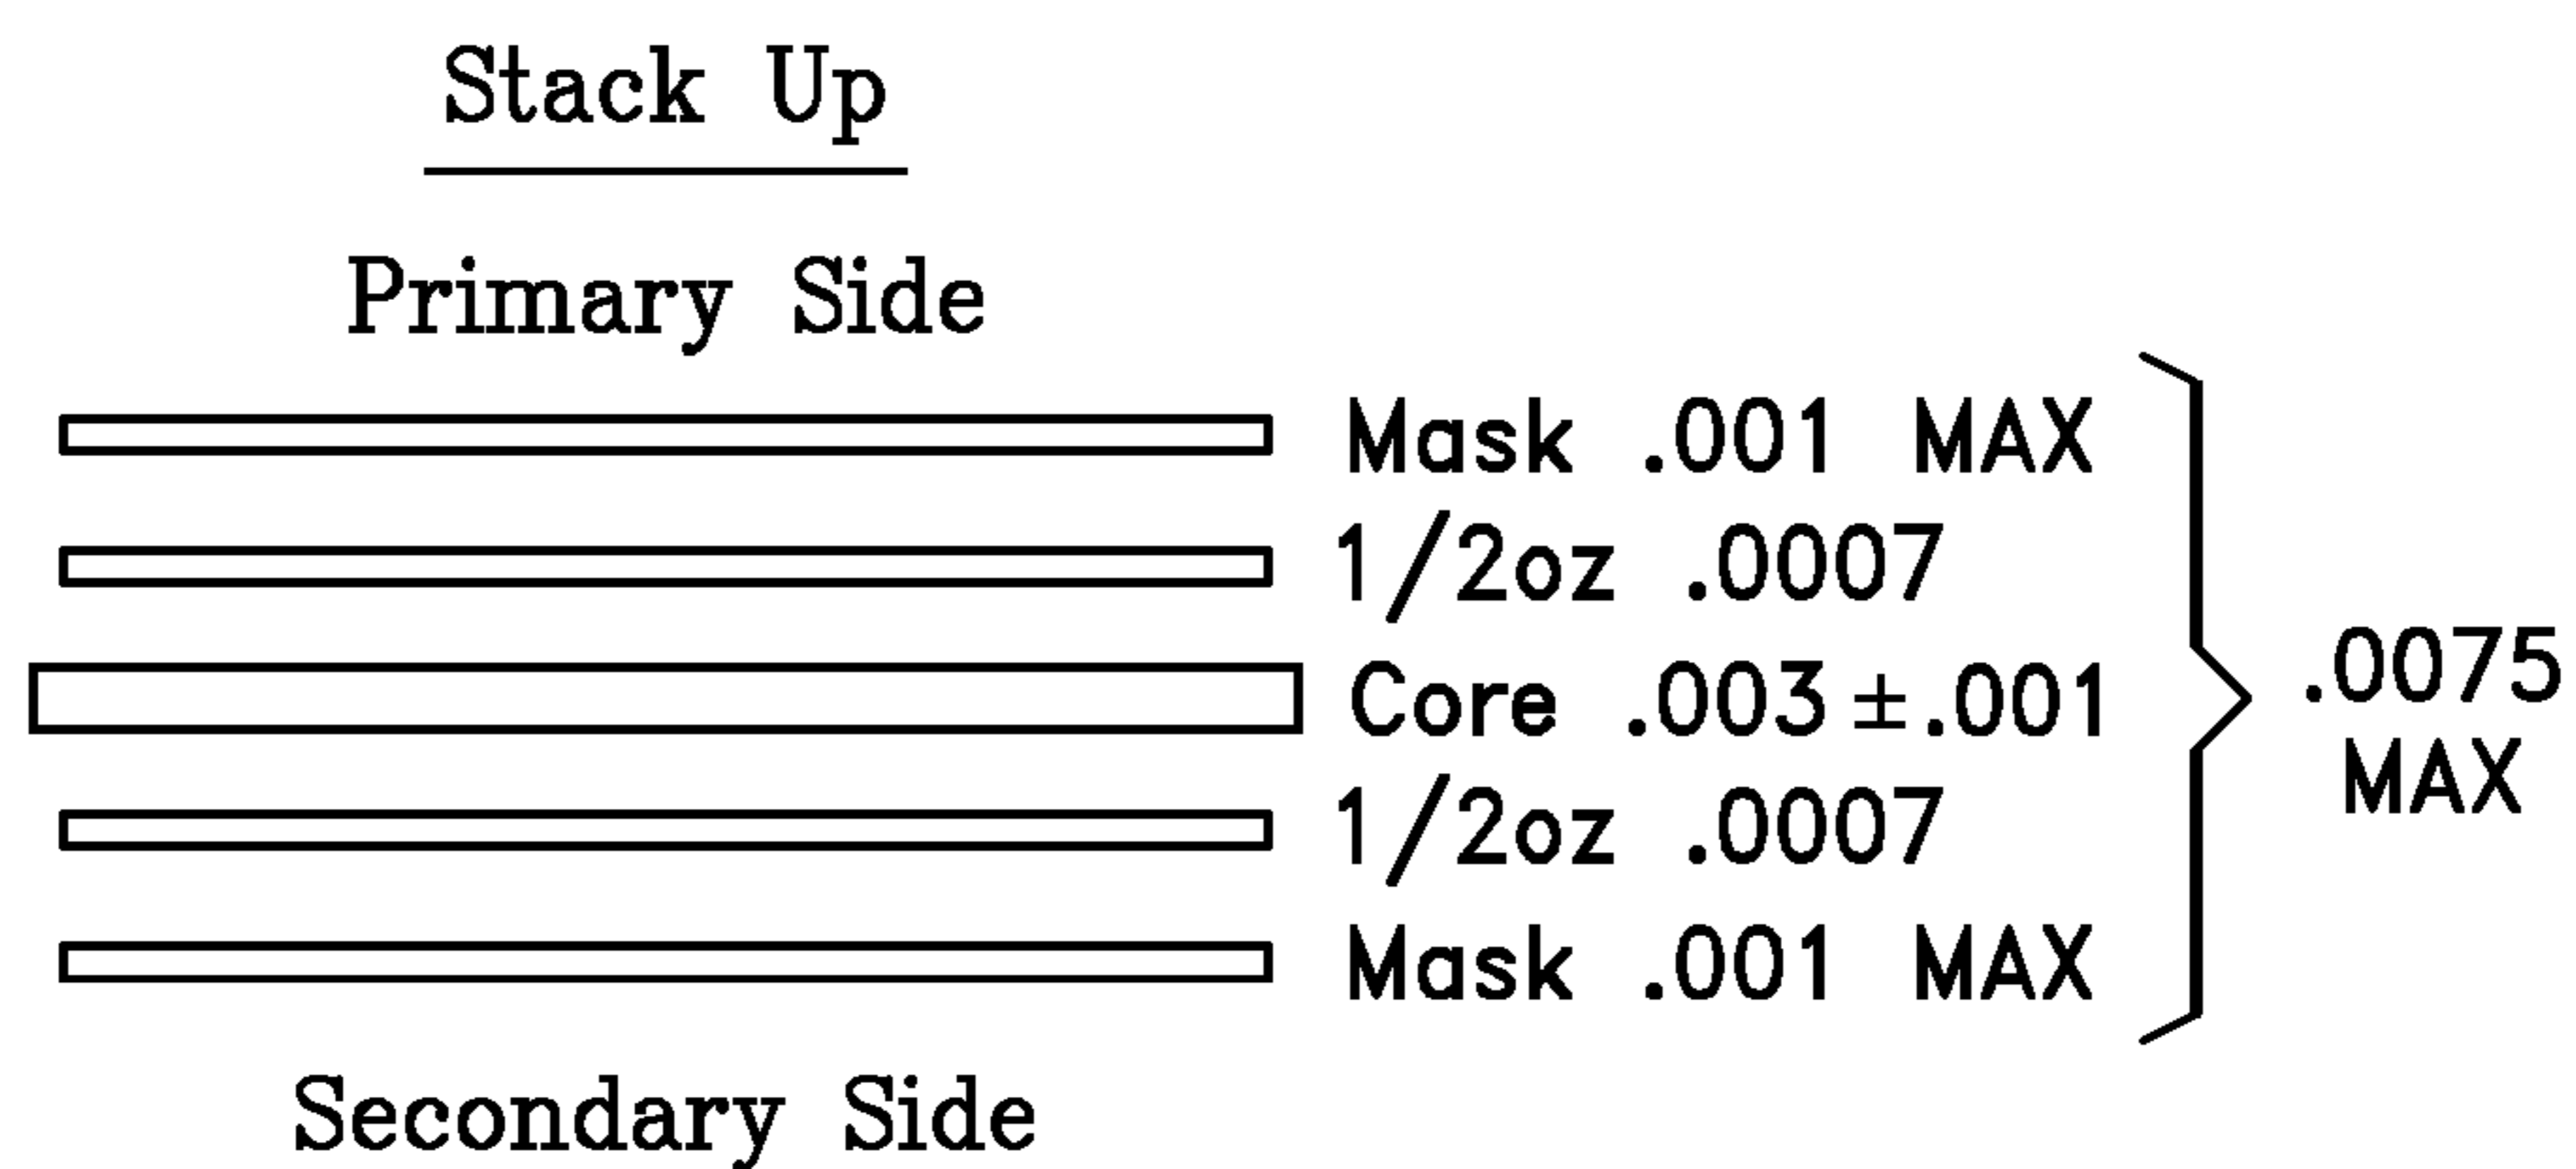 Stack Up
Primary Side
Mask .001 MAX
1/2oz .0007
Core .003 ±.001
1/2oz .0007
Mask .001 MAX
.0075
MAX
Secondary Side